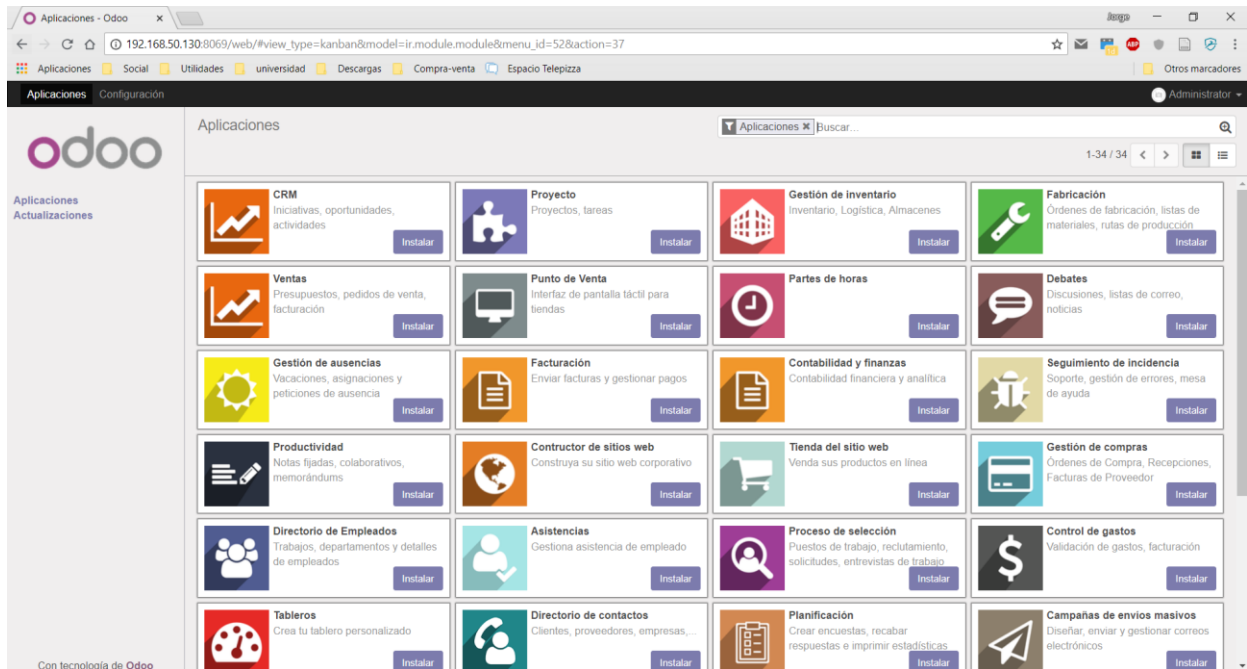 Aplicaciones - Odoo
Jorge
192.168.50.130:8069/web/#view_type=kanban&model=ir.module.module&menu_id=52&action=37
ABP
Aplicaciones Social Utilidades universidad Descargas Compra-venta Espacio Telepizza Otros marcadores
Aplicaciones Configuración Administrator
odoo
Aplicaciones
Actualizaciones
Aplicaciones
Aplicaciones Buscar...
1-34 / 34
CRM
Iniciativas, oportunidades,
actividades
Instalar
Proyecto
Proyectos, tareas
Instalar
Gestión de inventario
Inventario, Logística, Almacenes
Instalar
Fabricación
Órdenes de fabricación, listas de
materiales, rutas de producción
Instalar
Ventas
Presupuestos, pedidos de venta,
facturación
Instalar
Punto de Venta
Interfaz de pantalla táctil para
tiendas
Instalar
Partes de horas
Instalar
Debates
Discusiones, listas de correo,
noticias
Instalar
Gestión de ausencias
Vacaciones, asignaciones y
peticiones de ausencia
Instalar
Facturación
Enviar facturas y gestionar pagos
Instalar
Contabilidad y finanzas
Contabilidad financiera y analítica
Instalar
Seguimiento de incidencia
Soporte, gestión de errores, mesa
de ayuda
Instalar
Productividad
Notas fijadas, colaborativos,
memorándums
Instalar
Contructor de sitios web
Construya su sitio web corporativo
Instalar
Tienda del sitio web
Venda sus productos en línea
Instalar
Gestión de compras
Órdenes de Compra, Recepciones,
Facturas de Proveedor
Instalar
Directorio de Empleados
Trabajos, departamentos y detalles
de empleados
Instalar
Asistencias
Gestiona asistencia de empleado
Instalar
Proceso de selección
Puestos de trabajo, reclutamiento,
solicitudes, entrevistas de trabajo
Instalar
Control de gastos
Validación de gastos, facturación
Instalar
Tableros
Crea tu tablero personalizado
Instalar
Directorio de contactos
Clientes, proveedores, empresas,...
Instalar
Planificación
Crear encuestas, recabar
respuestas e imprimir estadísticas
Instalar
Campañas de envíos masivos
Diseñar, enviar y gestionar correos
electrónicos
Instalar
Con tecnología de Odoo